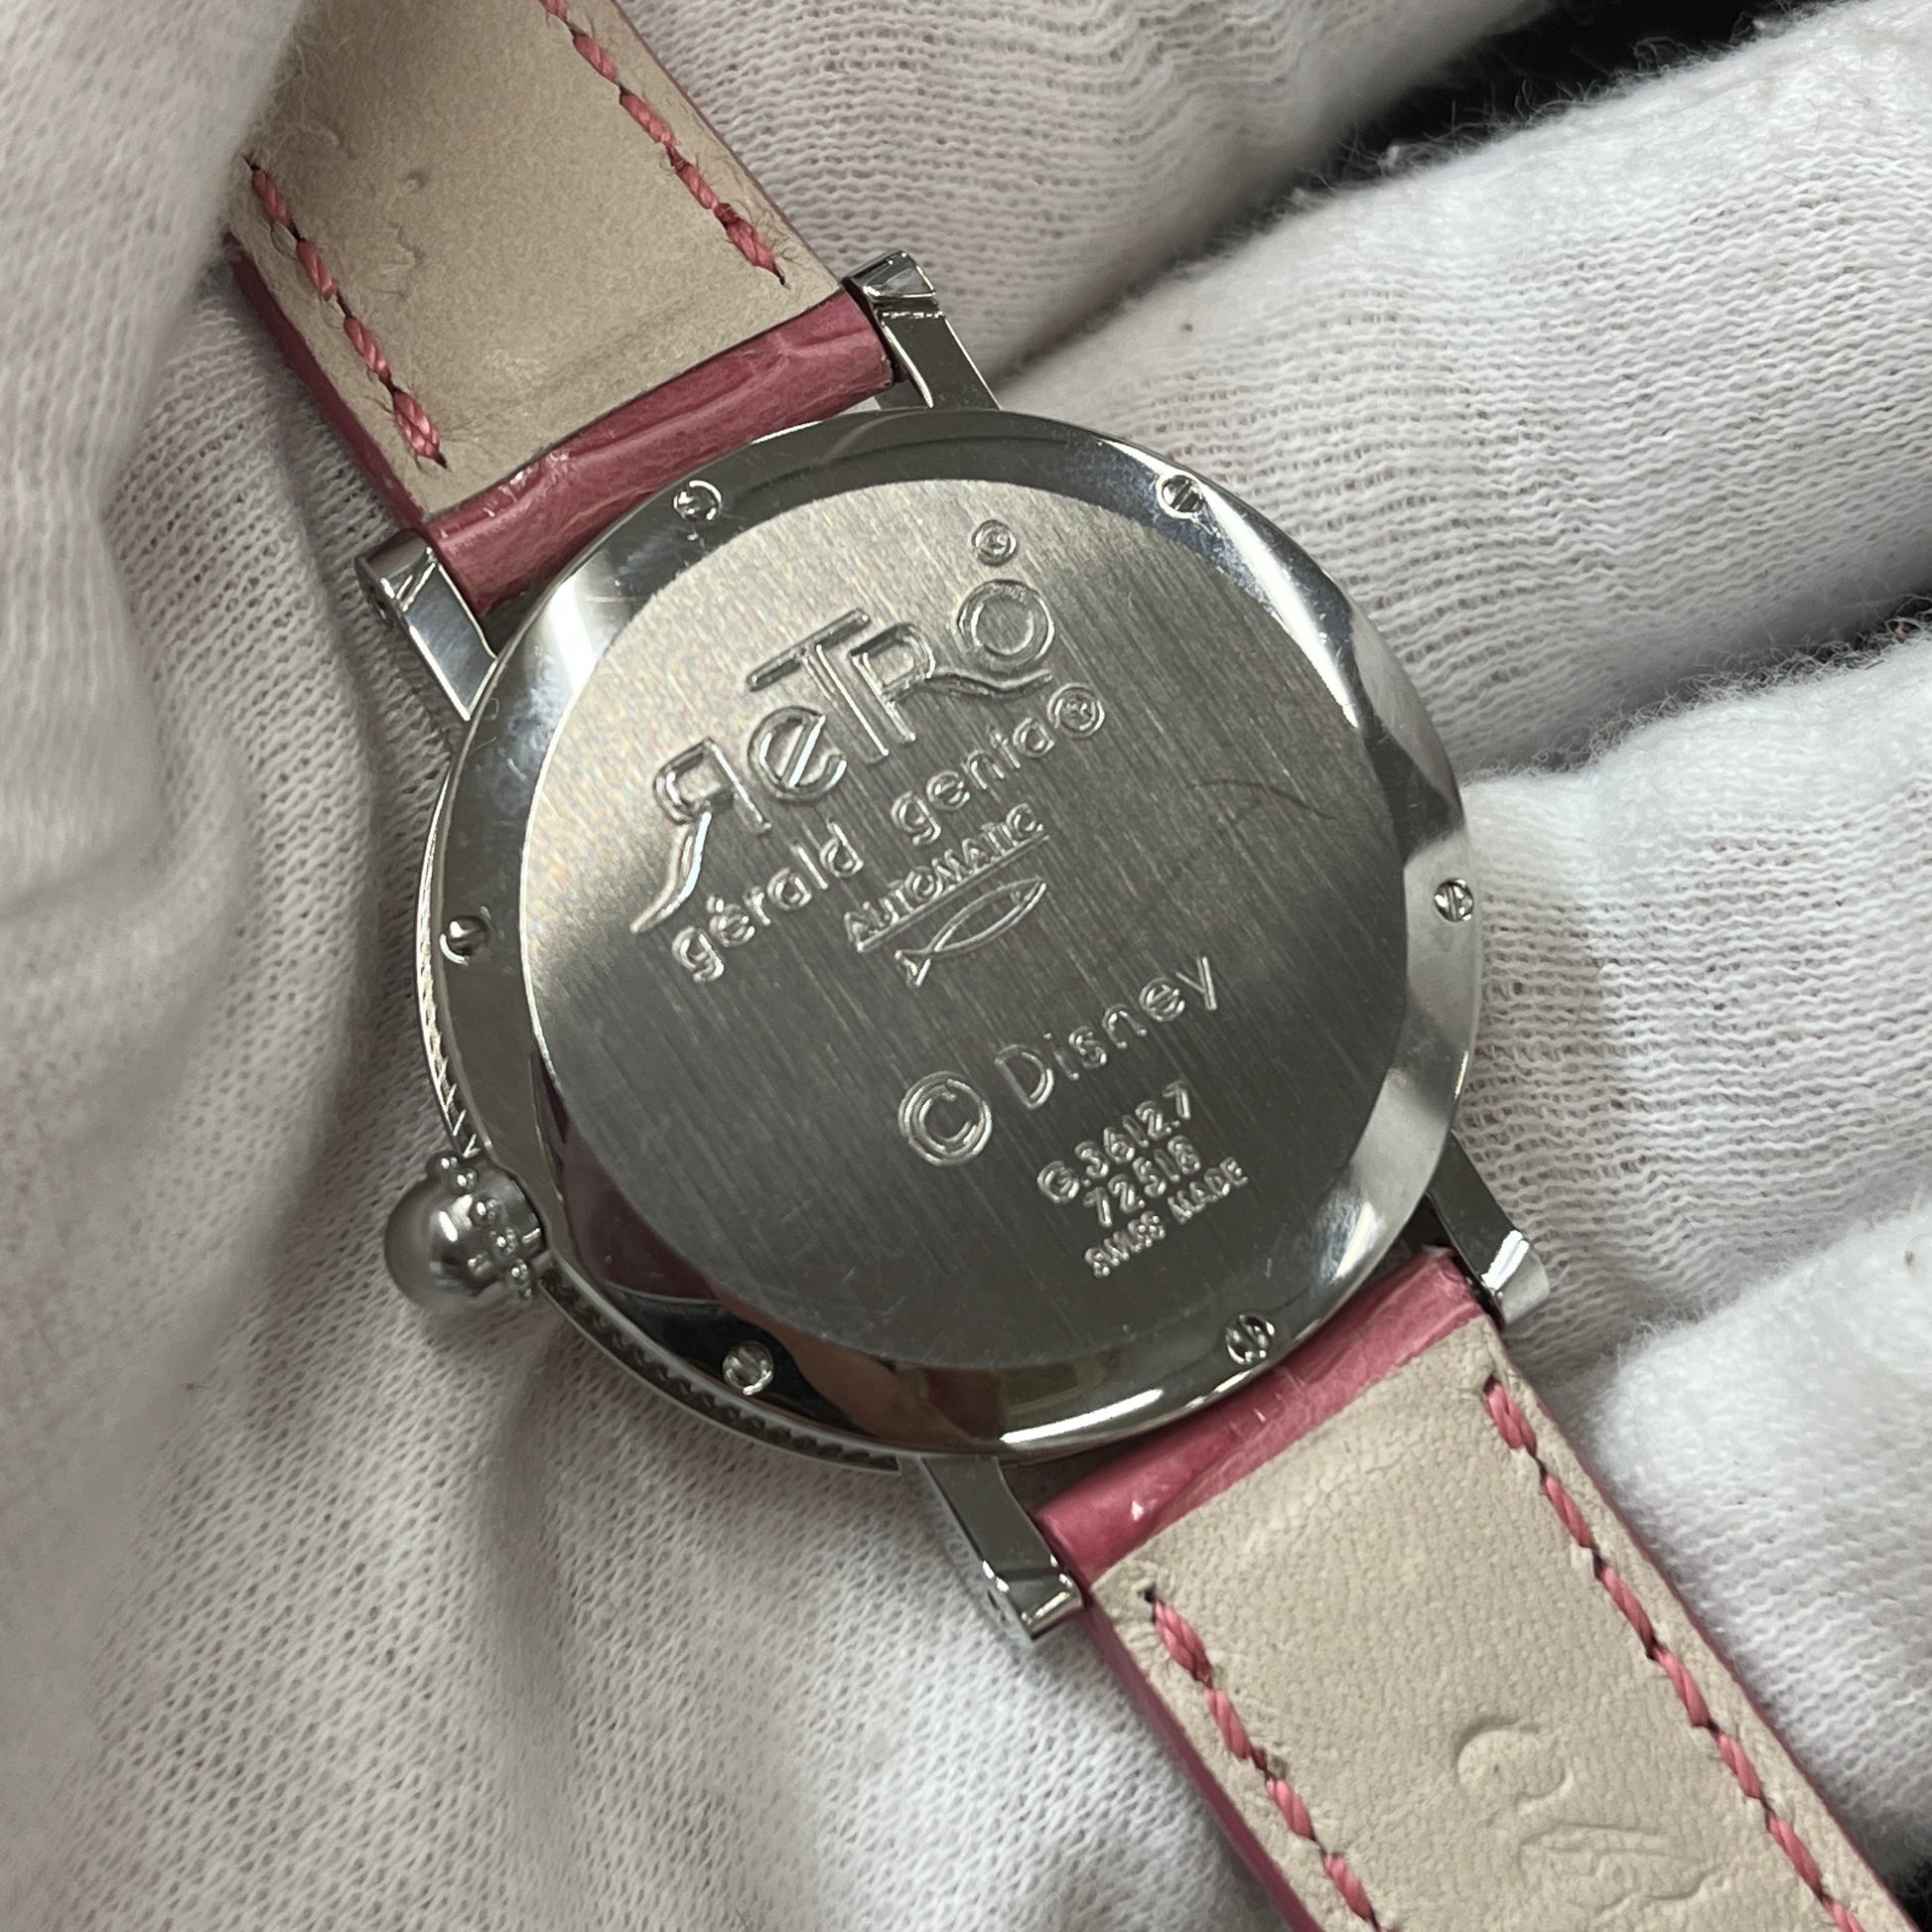 ReTRO®
gérald genta®
AUTOMATIC
© Disney
G.3612.7
72518
SWISS MADE